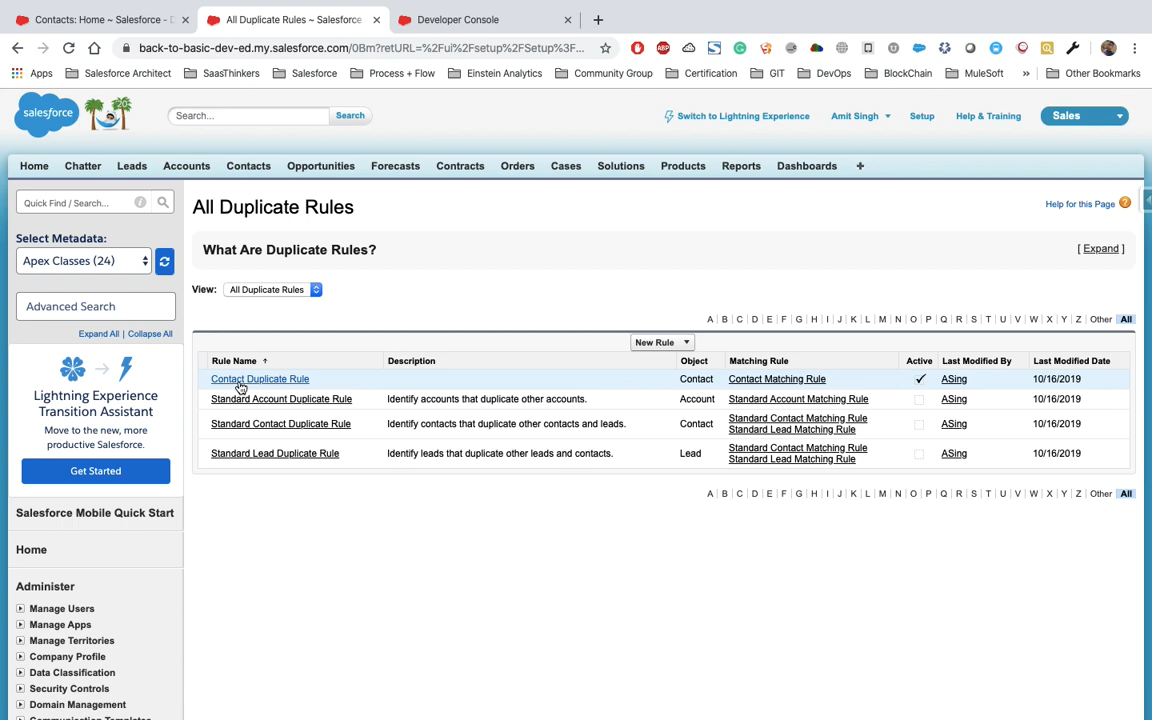 Contacts: Home ~ Salesforce - D
All Duplicate Rules ~ Salesforce
Developer Console
back-to-basic-dev-ed.my.salesforce.com/0Bm?retURL=%2Fui%2Fsetup%2FSetup%3F...
ABP
Apps
Salesforce Architect
SaasThinkers
Salesforce
Process + Flow
Einstein Analytics
Community Group
Certification
GIT
DevOps
BlockChain
MuleSoft
»
Other Bookmarks
salesforce
Search...
Search
Switch to Lightning Experience
Amit Singh
Setup
Help & Training
Sales
Home
Chatter
Leads
Accounts
Contacts
Opportunities
Forecasts
Contracts
Orders
Cases
Solutions
Products
Reports
Dashboards
+
Quick Find / Search...
Select Metadata:
Apex Classes (24)
Advanced Search
Expand All | Collapse All
Lightning Experience
Transition Assistant
Move to the new, more
productive Salesforce.
Get Started
Salesforce Mobile Quick Start
Home
Administer
Manage Users
Manage Apps
Manage Territories
Company Profile
Data Classification
Security Controls
Domain Management
Communication Templates
All Duplicate Rules
Help for this Page
What Are Duplicate Rules?
[ Expand ]
View:
All Duplicate Rules
A | B | C | D | E | F | G | H | I | J | K | L | M | N | O | P | Q | R | S | T | U | V | W | X | Y | Z | Other | All
New Rule
Rule Name Description Object Matching Rule Active Last Modified By Last Modified Date
Contact Duplicate Rule Contact Contact Matching Rule ASing 10/16/2019
Standard Account Duplicate Rule Identify accounts that duplicate other accounts. Account Standard Account Matching Rule ASing 10/16/2019
Standard Contact Duplicate Rule Identify contacts that duplicate other contacts and leads. Contact Standard Contact Matching Rule ASing 10/16/2019
Standard Lead Matching Rule
Standard Lead Duplicate Rule Identify leads that duplicate other leads and contacts. Lead Standard Contact Matching Rule ASing 10/16/2019
Standard Lead Matching Rule
A | B | C | D | E | F | G | H | I | J | K | L | M | N | O | P | Q | R | S | T | U | V | W | X | Y | Z | Other | All